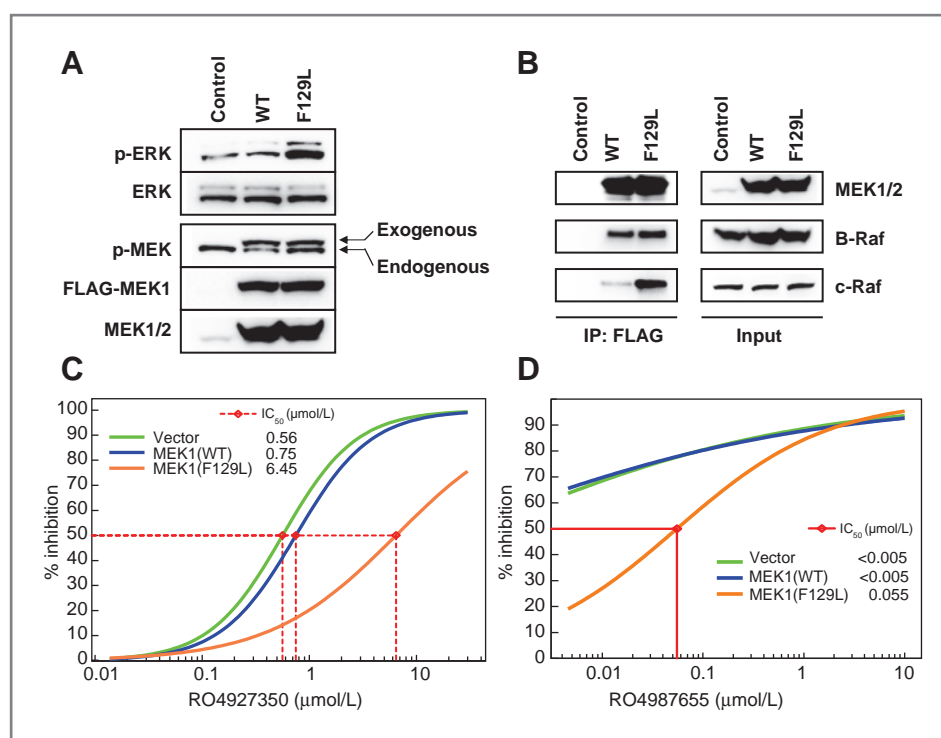 A
Control
WT
F129L
p-ERK
ERK
p-MEK
Exogenous
Endogenous
FLAG-MEK1
MEK1/2
B
Control
WT
F129L
Control
WT
F129L
MEK1/2
B-Raf
c-Raf
IP: FLAG
Input
C
IC50 (μmol/L)
Vector 0.56
MEK1(WT) 0.75
MEK1(F129L) 6.45
% inhibition
100
90
80
70
60
50
40
30
20
10
0
0.01 0.1 1 10
RO4927350 (μmol/L)
D
% inhibition
90
80
70
60
50
40
30
90
10
100
IC50 (μmol/L)
Vector <0.005
MEK1(WT) <0.005
MEK1(F129L) 0.055
0.01 0.1 1 10
RO4987655 (μmol/L)